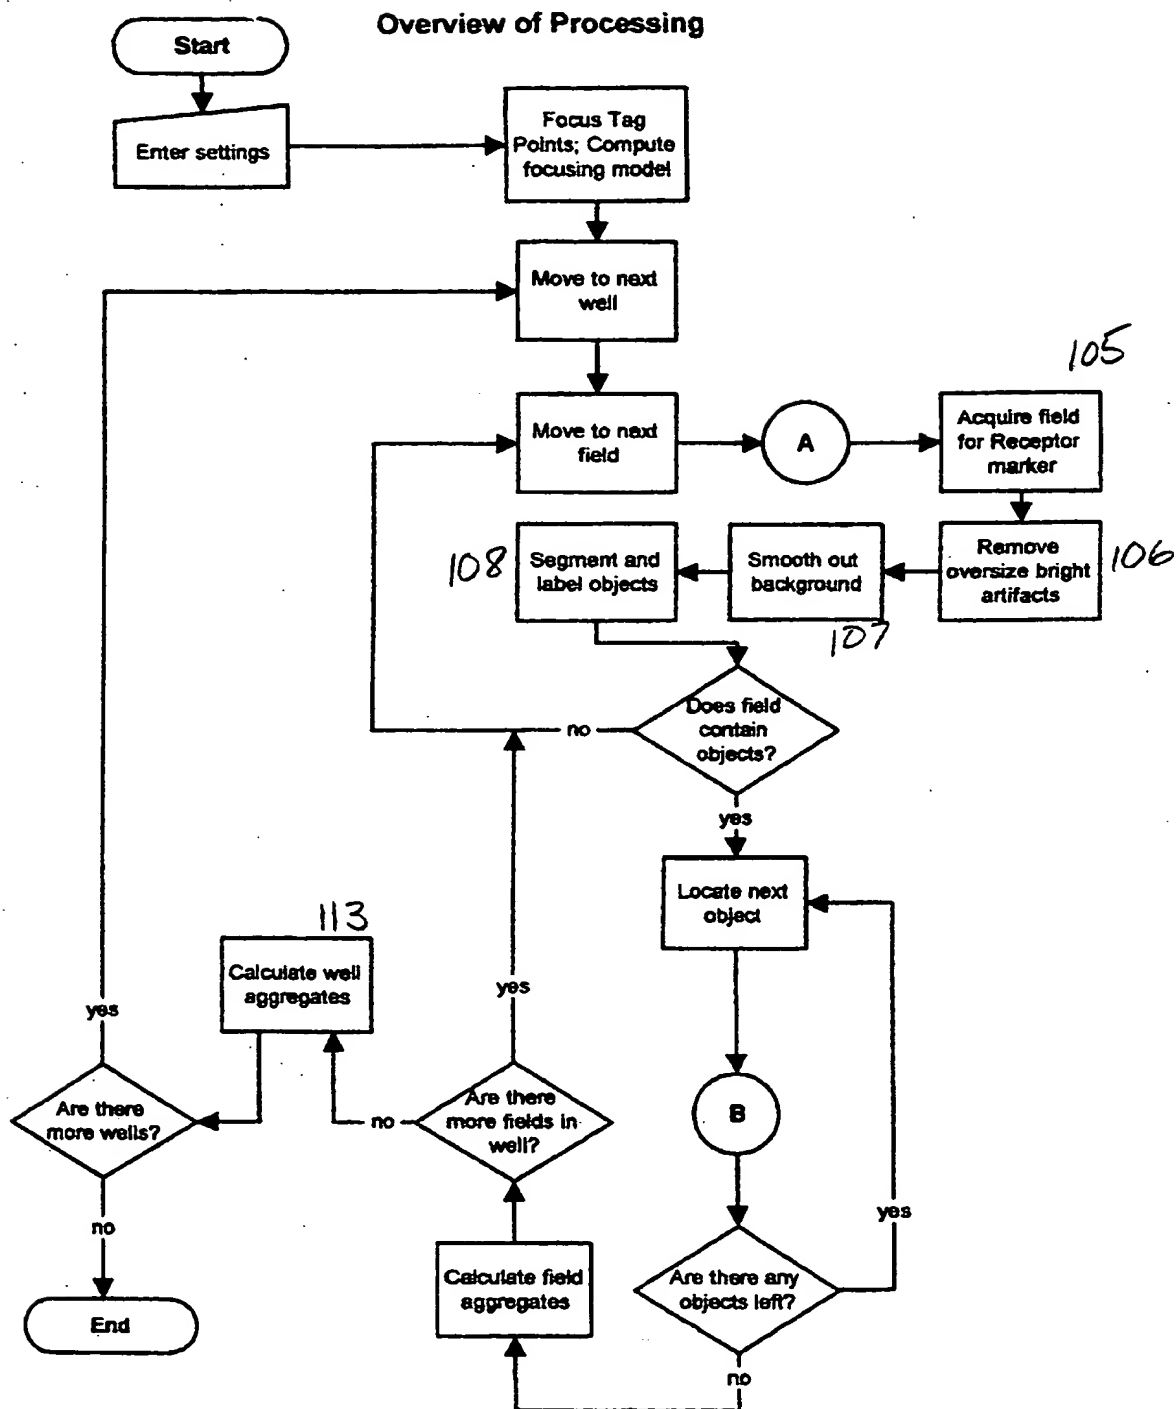 Overview of Processing
Start
Enter settings
Focus Tag
Points; Compute
focusing model
Move to next
well
105
Move to next
field
A
Acquire field
for Receptor
marker
108
Segment and
label objects
Smooth out
background
107
Remove
oversize bright
artifacts
106
Does field
contain
objects?
no
yes
Locate next
object
113
Calculate well
aggregates
yes
yes
Are there
more wells?
no
Are there
more fields in
well?
B
yes
no
End
Calculate field
aggregates
Are there any
objects left?
no